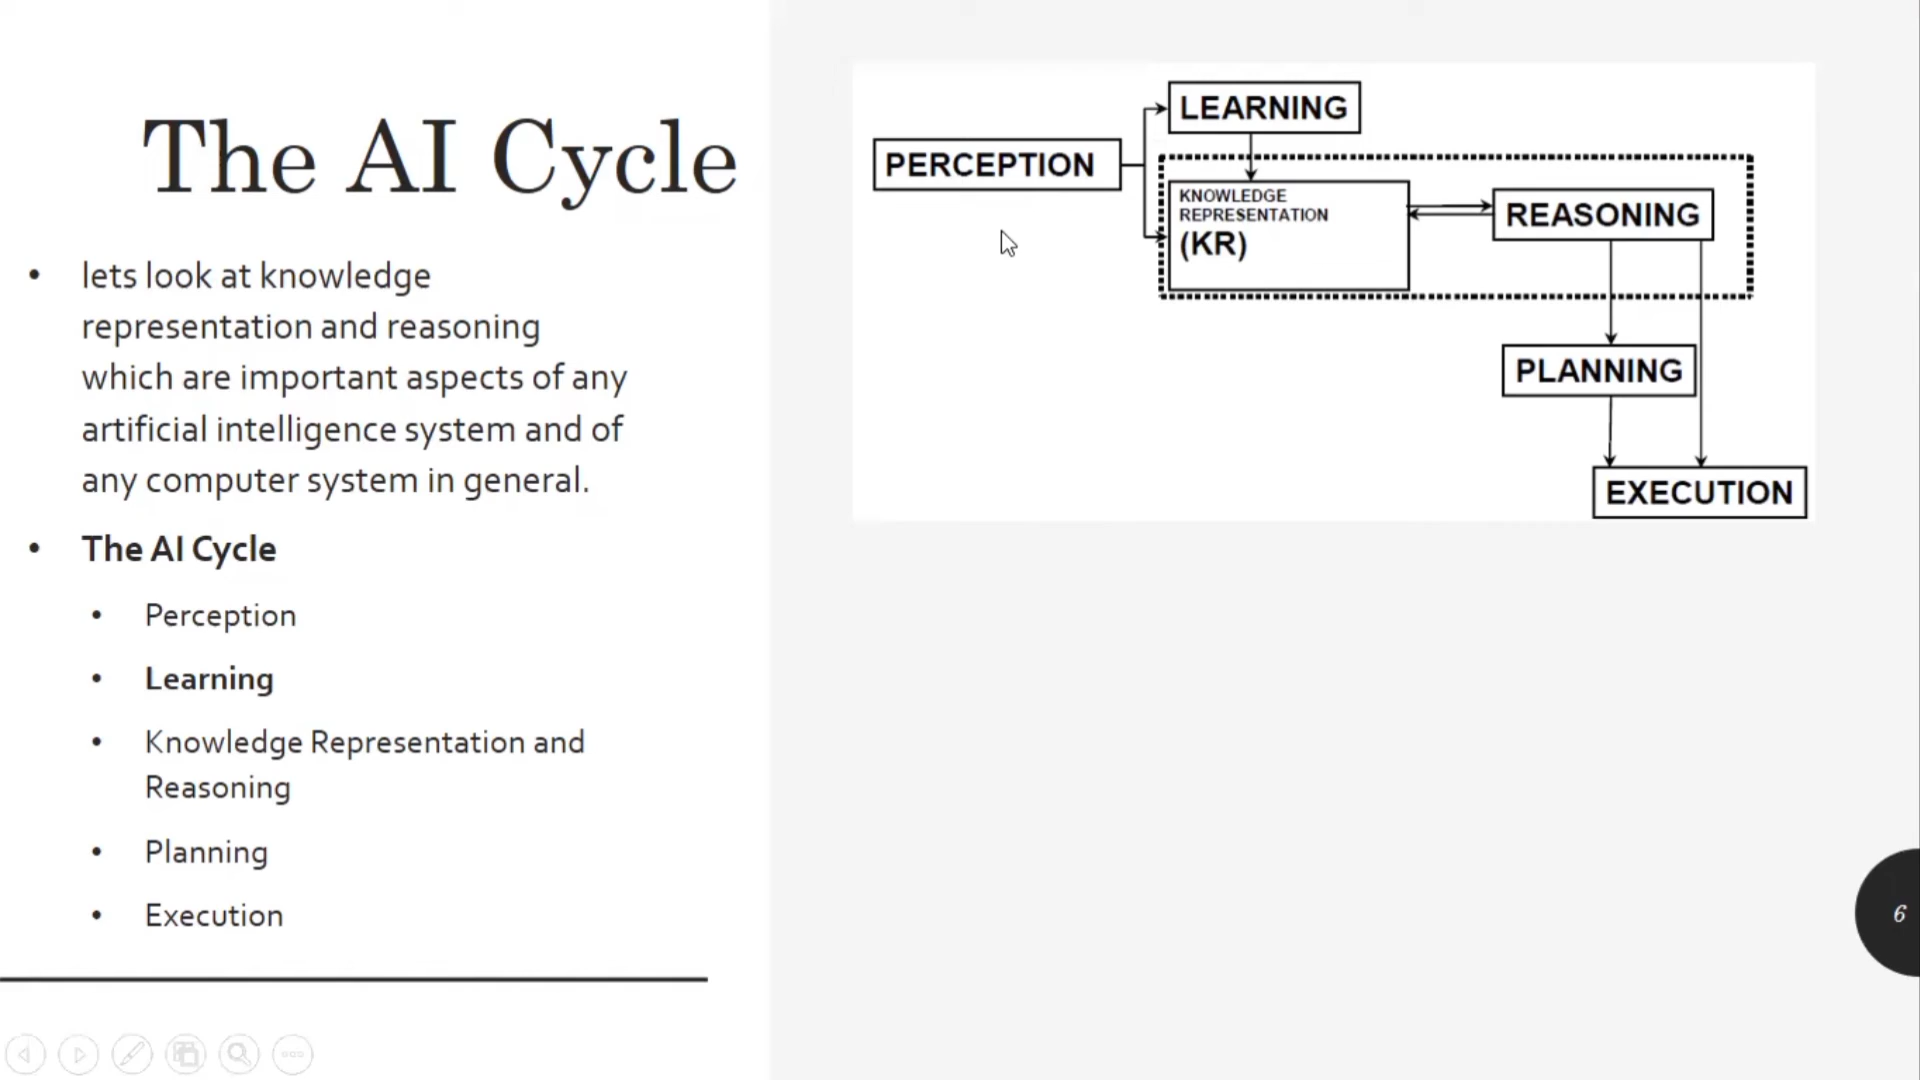 The AI Cycle
• lets look at knowledge
representation and reasoning
which are important aspects of any
artificial intelligence system and of
any computer system in general.
• The AI Cycle
• Perception
• Learning
• Knowledge Representation and
Reasoning
• Planning
• Execution
LEARNING
PERCEPTION
KNOWLEDGE
REPRESENTATION
(KR)
REASONING
PLANNING
EXECUTION
6